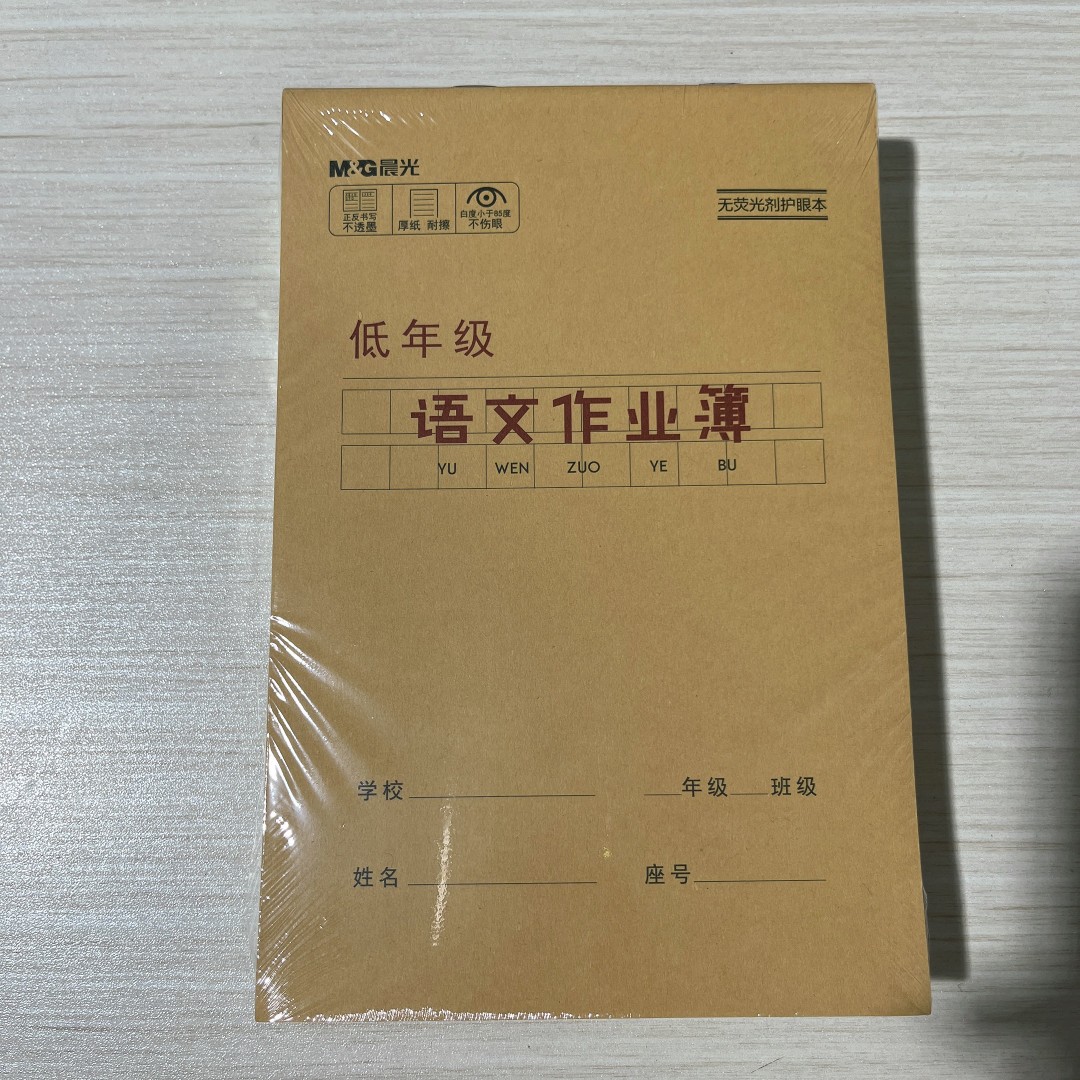 M&G晨光
正反书写
不透墨
厚纸 耐擦
白度小于85度
不伤眼
无荧光剂护眼本
低年级
语文作业簿
YU WEN ZUO YE BU
学校 年级 班级
姓名 座号